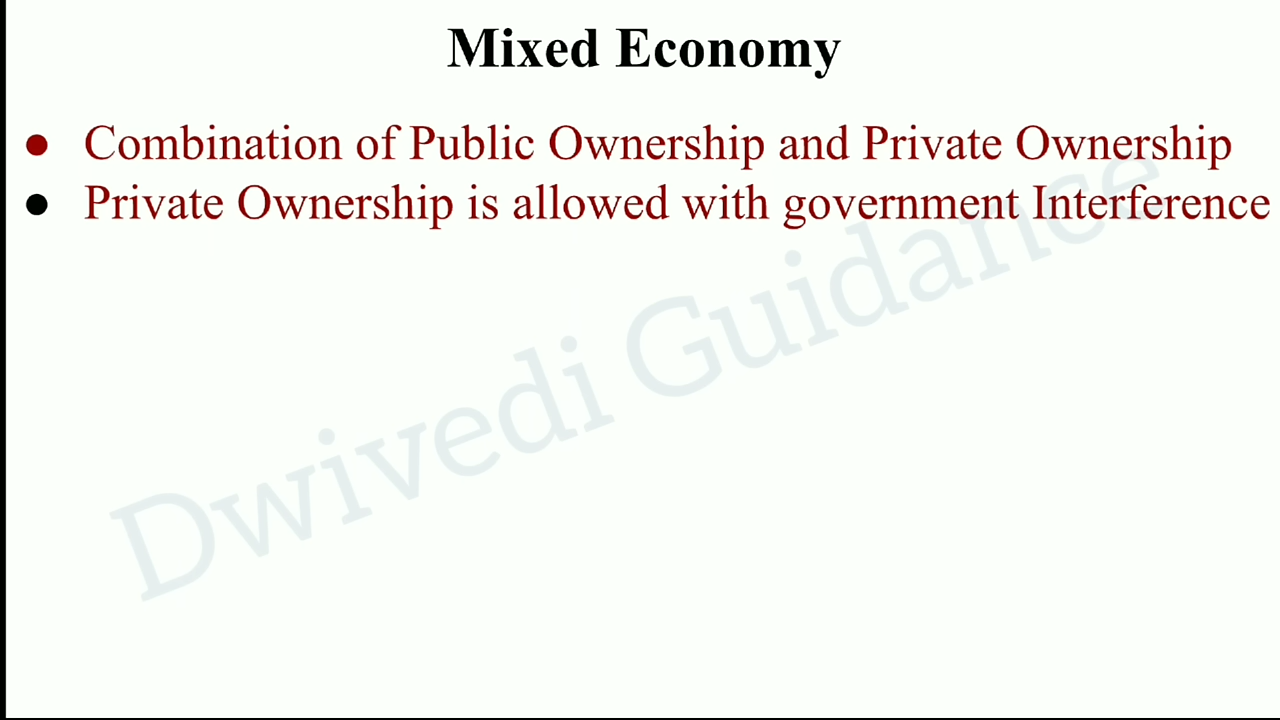 Mixed Economy
● Combination of Public Ownership and Private Ownership
● Private Ownership is allowed with government Interference
Dwivedi Guidance